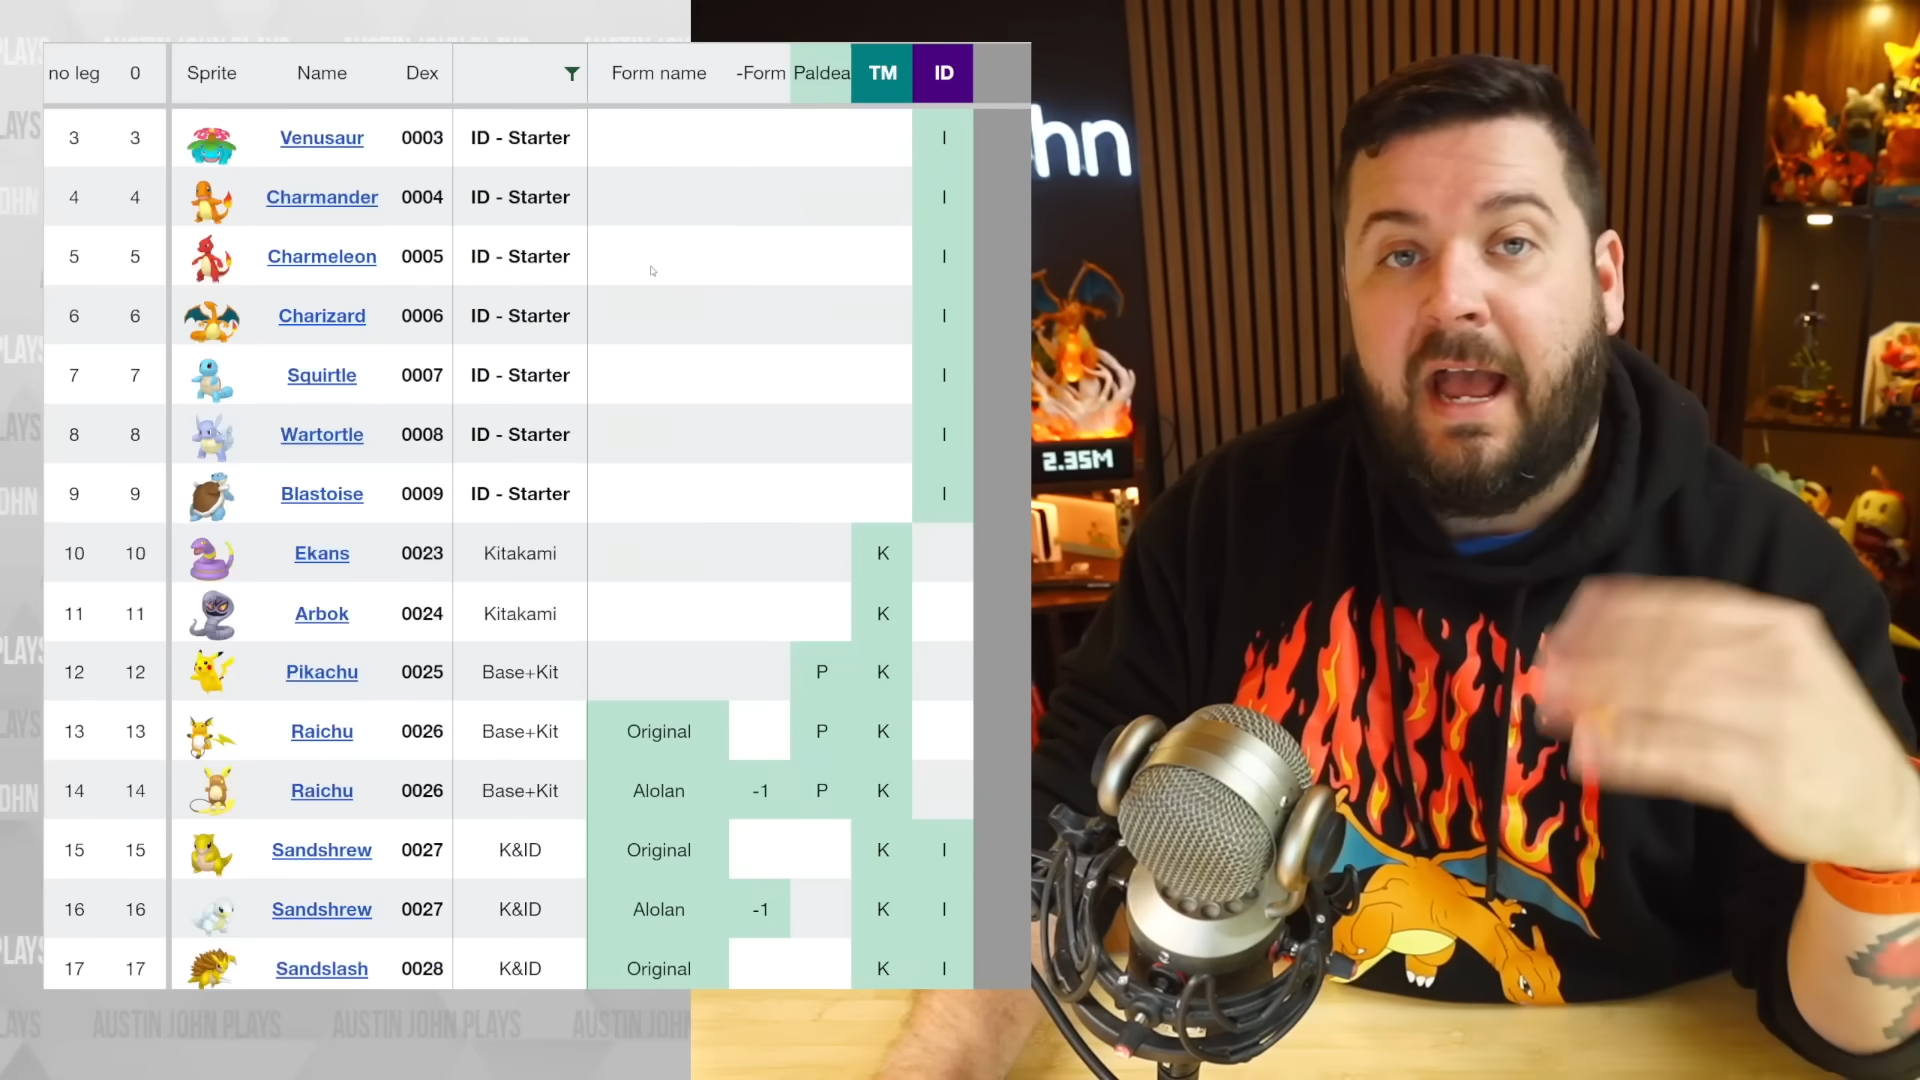 AUSTIN JOHN PLAYS
no leg 0 Sprite Name Dex Form name -Form Paldea TM ID
3 3 Venusaur 0003 ID - Starter I
4 4 Charmander 0004 ID - Starter I
5 5 Charmeleon 0005 ID - Starter I
6 6 Charizard 0006 ID - Starter I
7 7 Squirtle 0007 ID - Starter I
8 8 Wartortle 0008 ID - Starter I
9 9 Blastoise 0009 ID - Starter I
10 10 Ekans 0023 Kitakami K
11 11 Arbok 0024 Kitakami K
12 12 Pikachu 0025 Base+Kit P K
13 13 Raichu 0026 Base+Kit Original P K
14 14 Raichu 0026 Base+Kit Alolan -1 P K
15 15 Sandshrew 0027 K&ID Original K I
16 16 Sandshrew 0027 K&ID Alolan -1 K I
17 17 Sandslash 0028 K&ID Original K I
AUSTIN JOHN PLAYS AUSTIN JOHN PLAYS
hn
2.35M